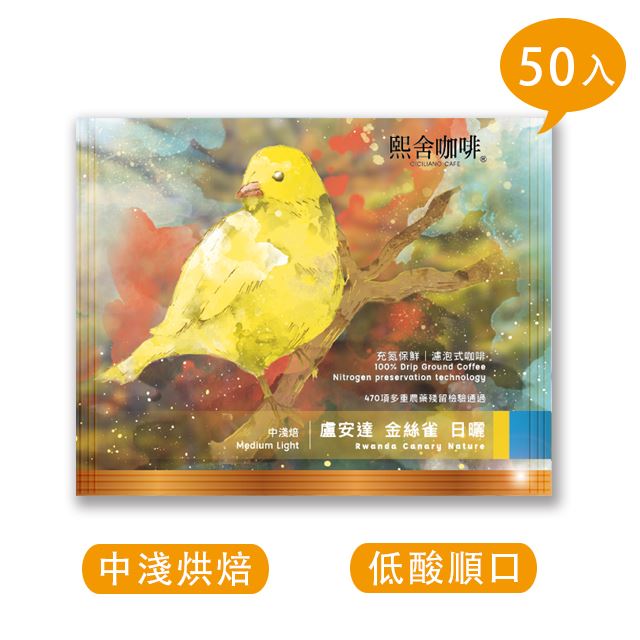 50入
熙舍咖啡®
CICILIANO CAFE
充氮保鮮｜濾泡式咖啡
100% Drip Ground Coffee
Nitrogen preservation technology
470項多重農藥殘留檢驗通過
中淺焙
Medium Light
盧安達 金絲雀 日曬
Rwanda Canary Nature
中淺烘焙
低酸順口